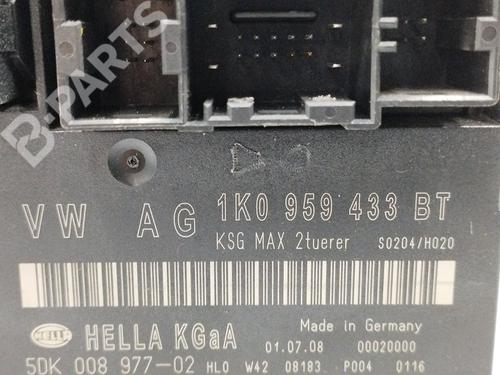 B-PARTS
VW AG 1K0 959 433 BT
KSG MAX 2tuerer S0204/H020
HELLA HELLA KGaA Made in Germany
01.07.08 00020000
5DK 008 977-02 HL0 W42 08183 P004 0116